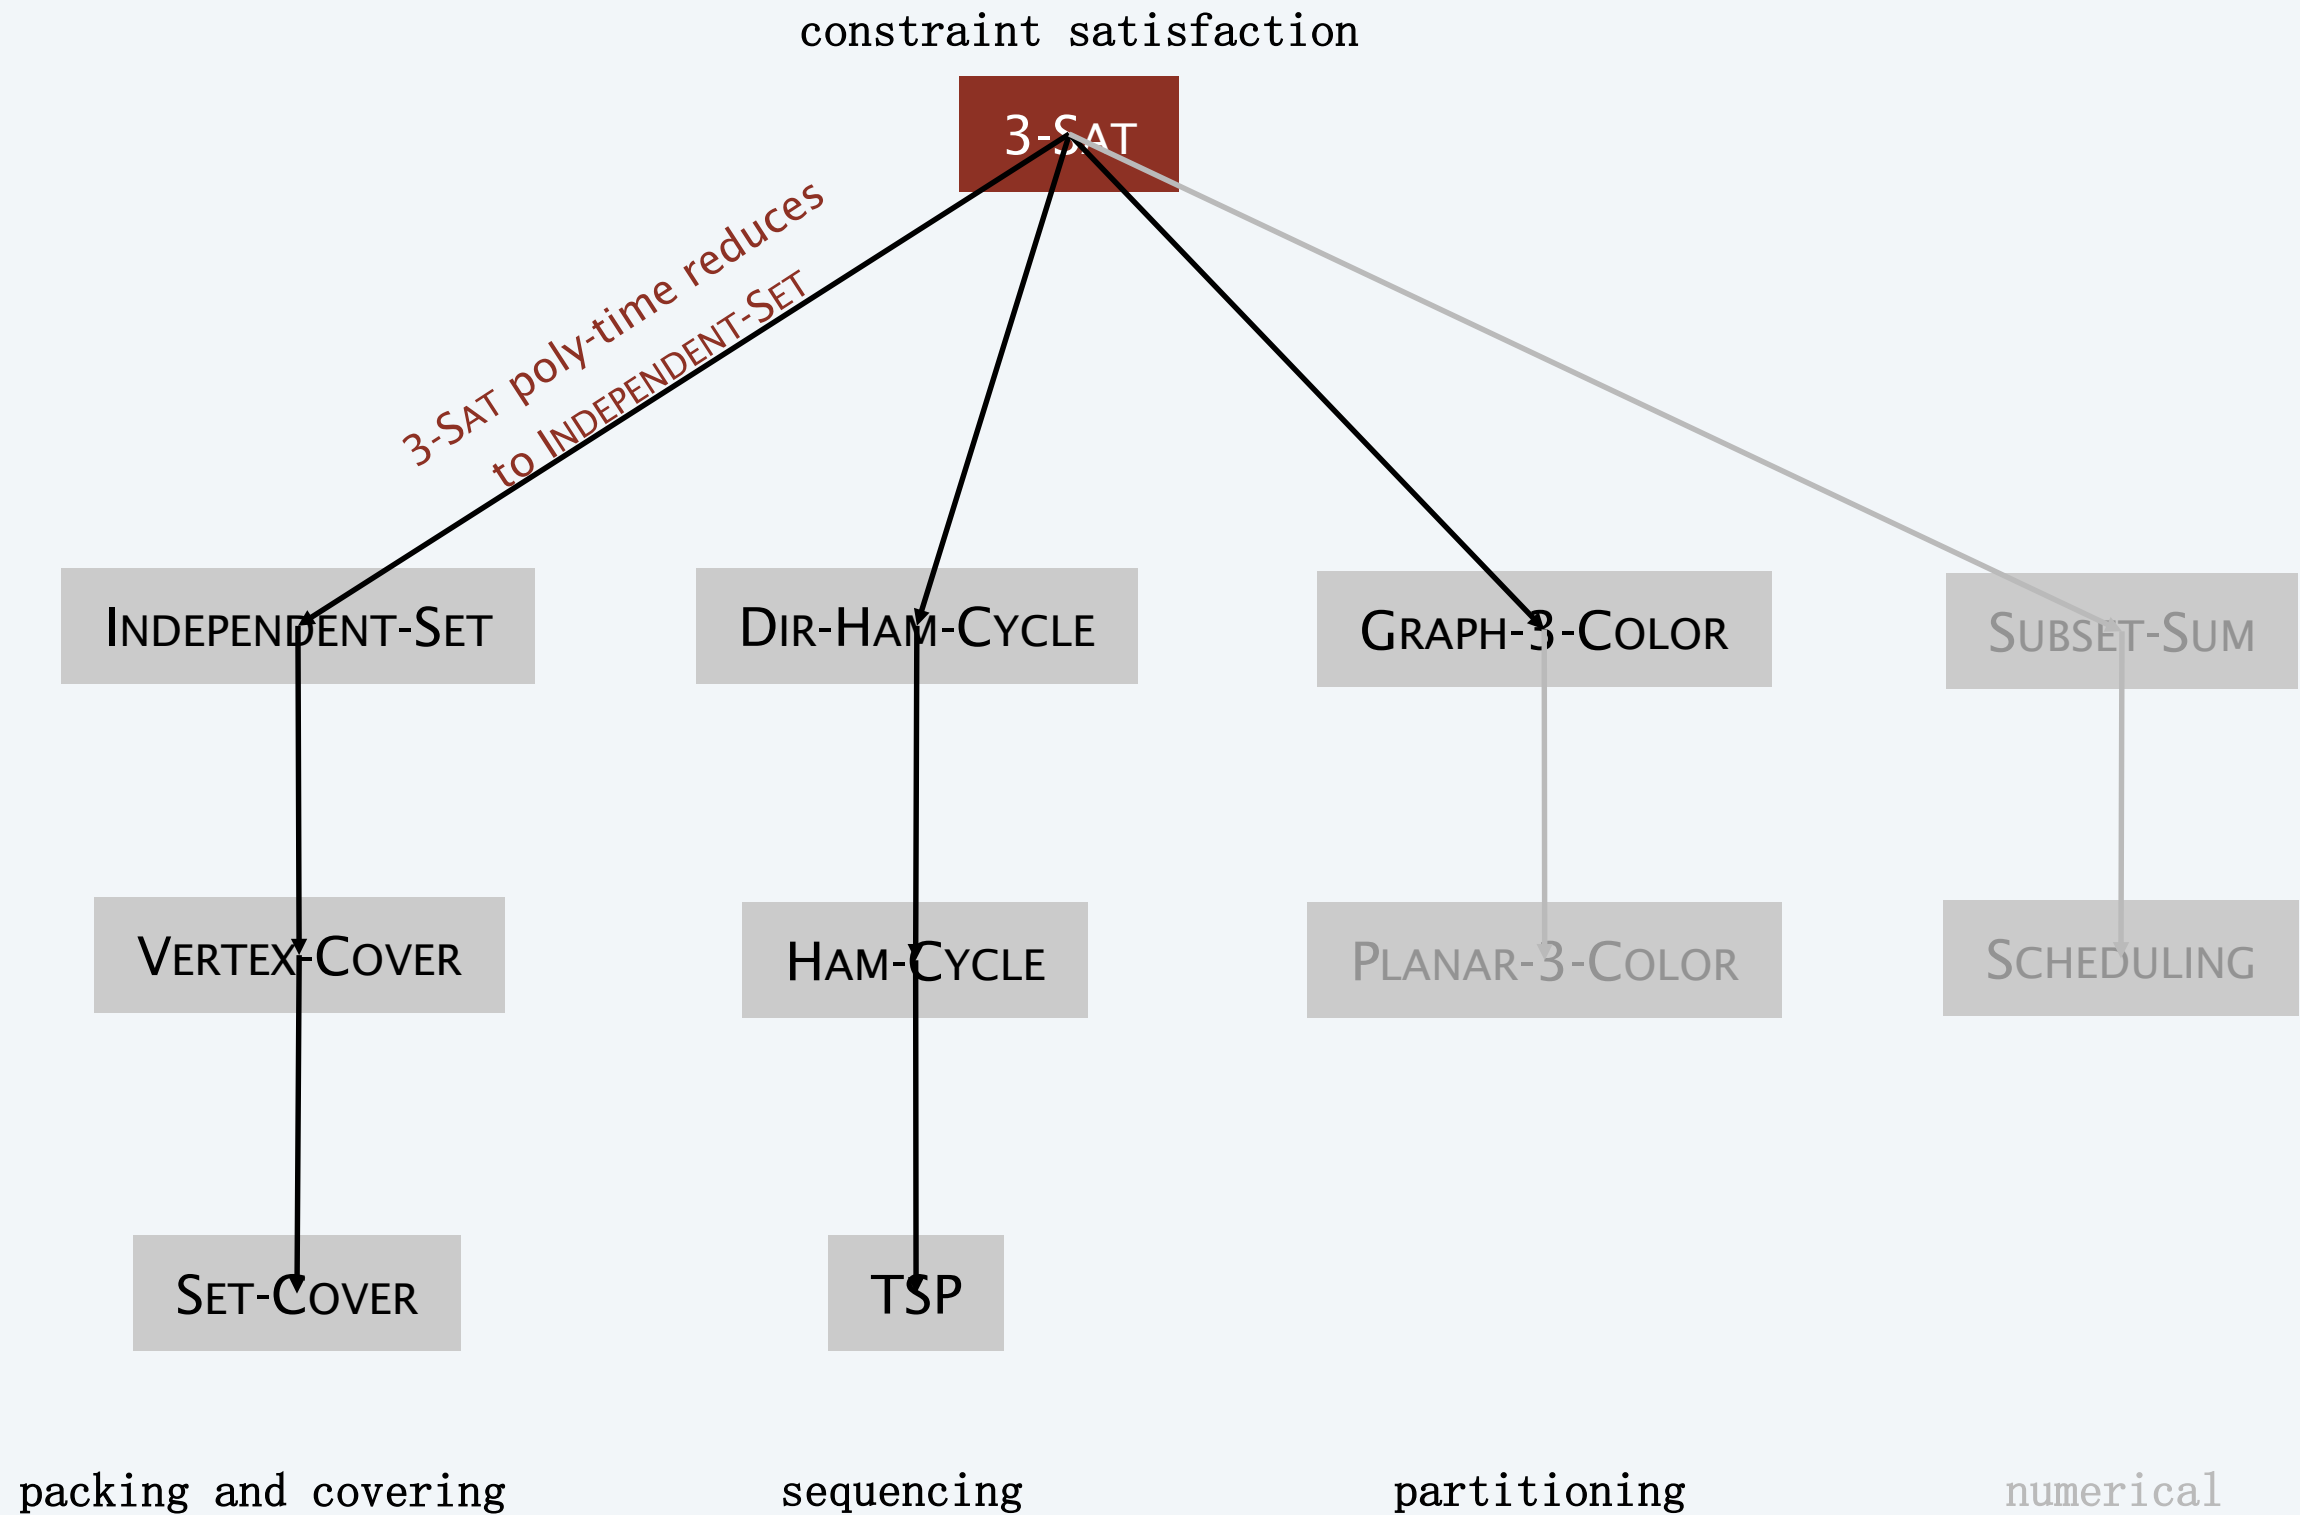 constraint satisfaction
3-SAT
3-SAT poly-time reduces
to INDEPENDENT-SET
INDEPENDENT-SET
DIR-HAM-CYCLE
GRAPH-3-COLOR
SUBSET-SUM
VERTEX-COVER
HAM-CYCLE
PLANAR-3-COLOR
SCHEDULING
SET-COVER
TSP
packing and covering
sequencing
partitioning
numerical